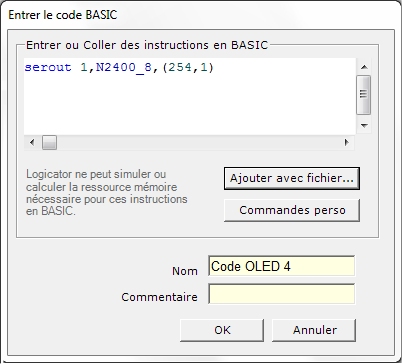 Entrer le code BASIC
Entrer ou Coller des instructions en BASIC
serout 1,N2400_8,(254,1)
Logicator ne peut simuler ou
calculer la ressource mémoire
nécessaire pour ces instructions
en BASIC.
Ajouter avec fichier...
Commandes perso
Nom
Code OLED 4
Commentaire
OK
Annuler